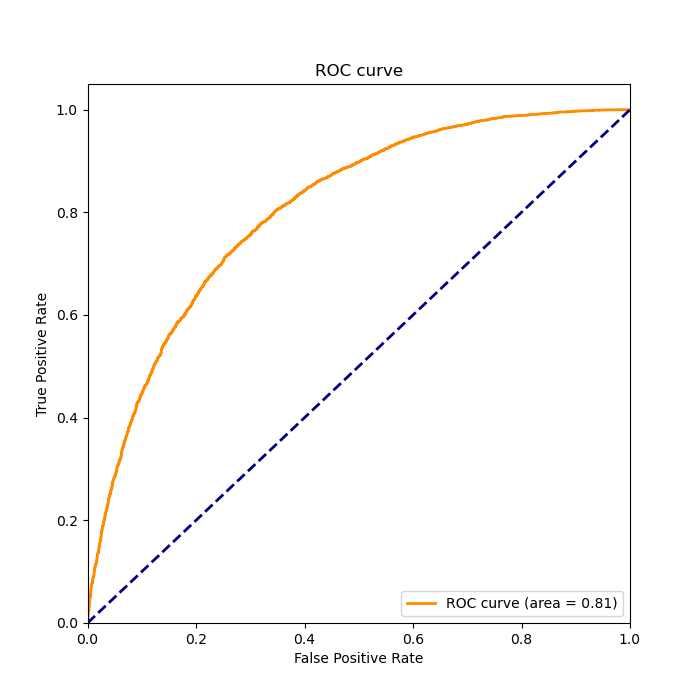 ROC curve
1.0
0.8
0.6
0.4
0.2
0.0
True Positive Rate
ROC curve (area = 0.81)
0.0 0.2 0.4 0.6 0.8 1.0
False Positive Rate